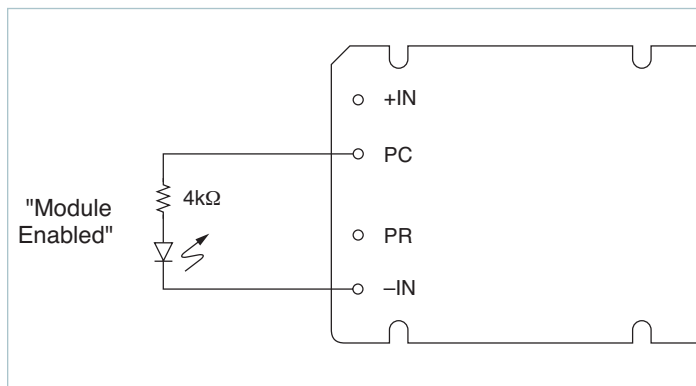 +IN
PC
4kΩ
"Module
Enabled"
PR
–IN